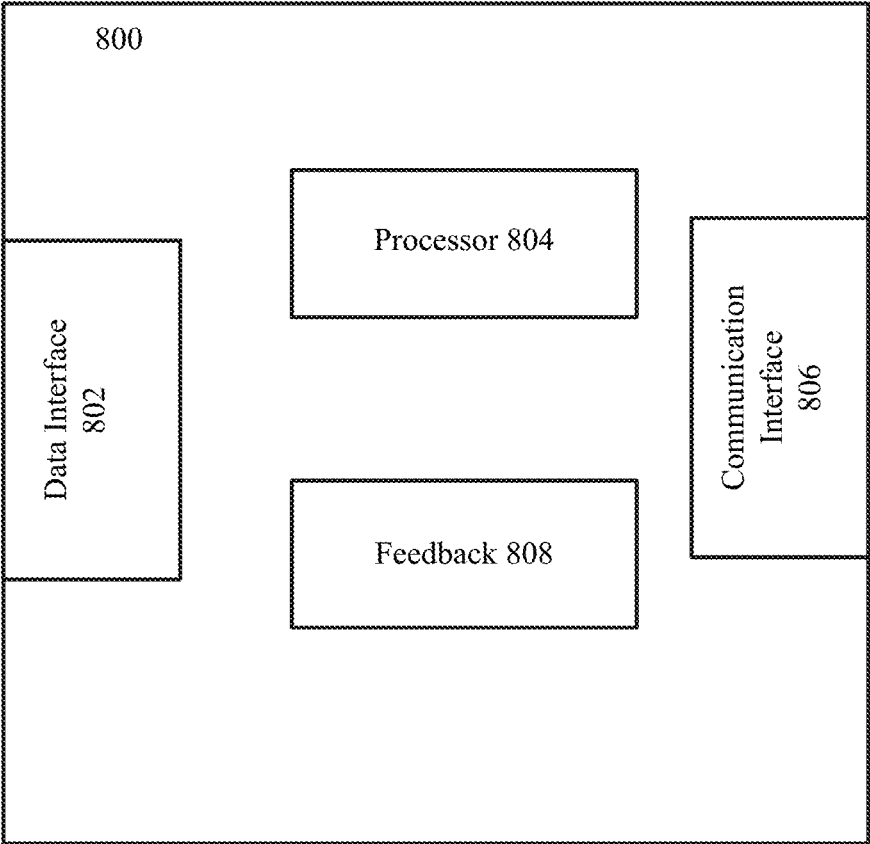 800
Processor 804
Data Interface
802
Communication
Interface
806
Feedback 808